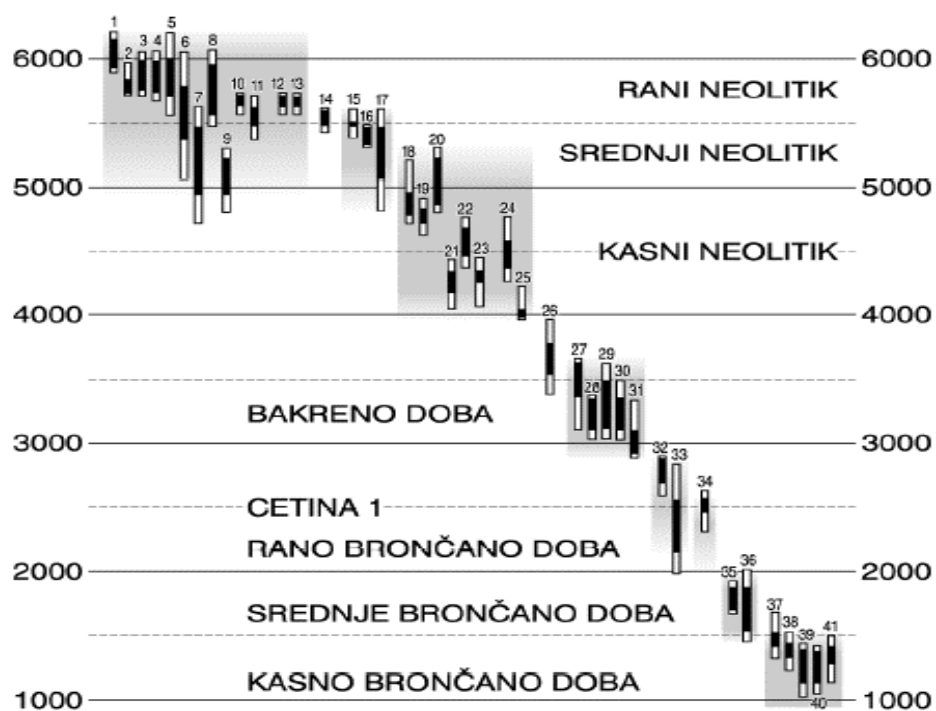 1
5
2 3 4 6 8
6000 6000
RANI NEOLITIK
7 10 11 12 13
14 15 16 17
9
SREDNJI NEOLITIK
18 20
5000 5000
19
22 24
21 23
KASNI NEOLITIK
25
4000 4000
26
27 29
28 30 31
BAKRENO DOBA
3000 3000
32 33
34
CETINA 1
RANO BRONČANO DOBA
2000 2000
35 36
SREDNJE BRONČANO DOBA
37 38 41
39
KASNO BRONČANO DOBA
1000 1000
40